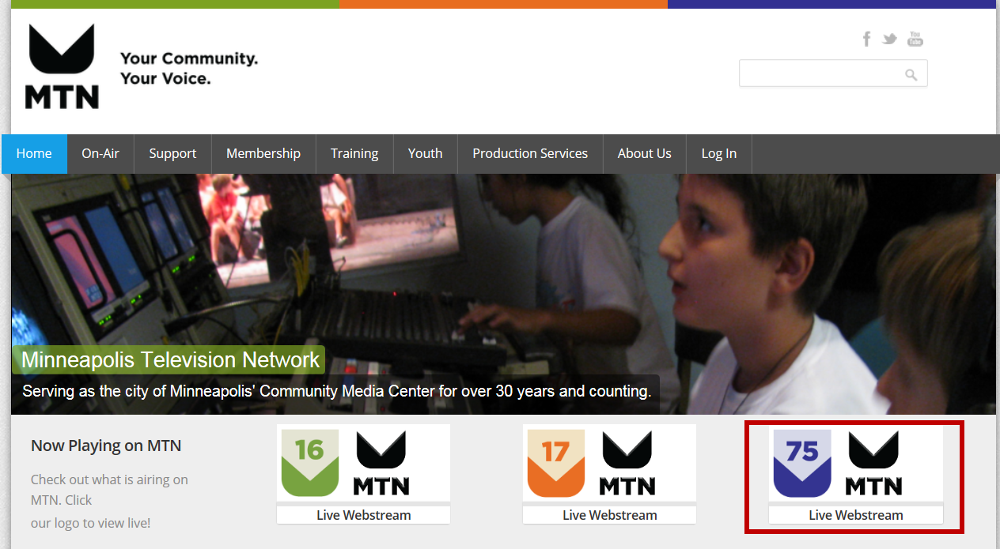 MTN
Your Community.
Your Voice.
f
You
Tube
Home
On-Air
Support
Membership
Training
Youth
Production Services
About Us
Log In
Minneapolis Television Network
Serving as the city of Minneapolis' Community Media Center for over 30 years and counting.
Now Playing on MTN
Check out what is airing on
MTN. Click
our logo to view live!
16
MTN
Live Webstream
17
MTN
Live Webstream
75
MTN
Live Webstream